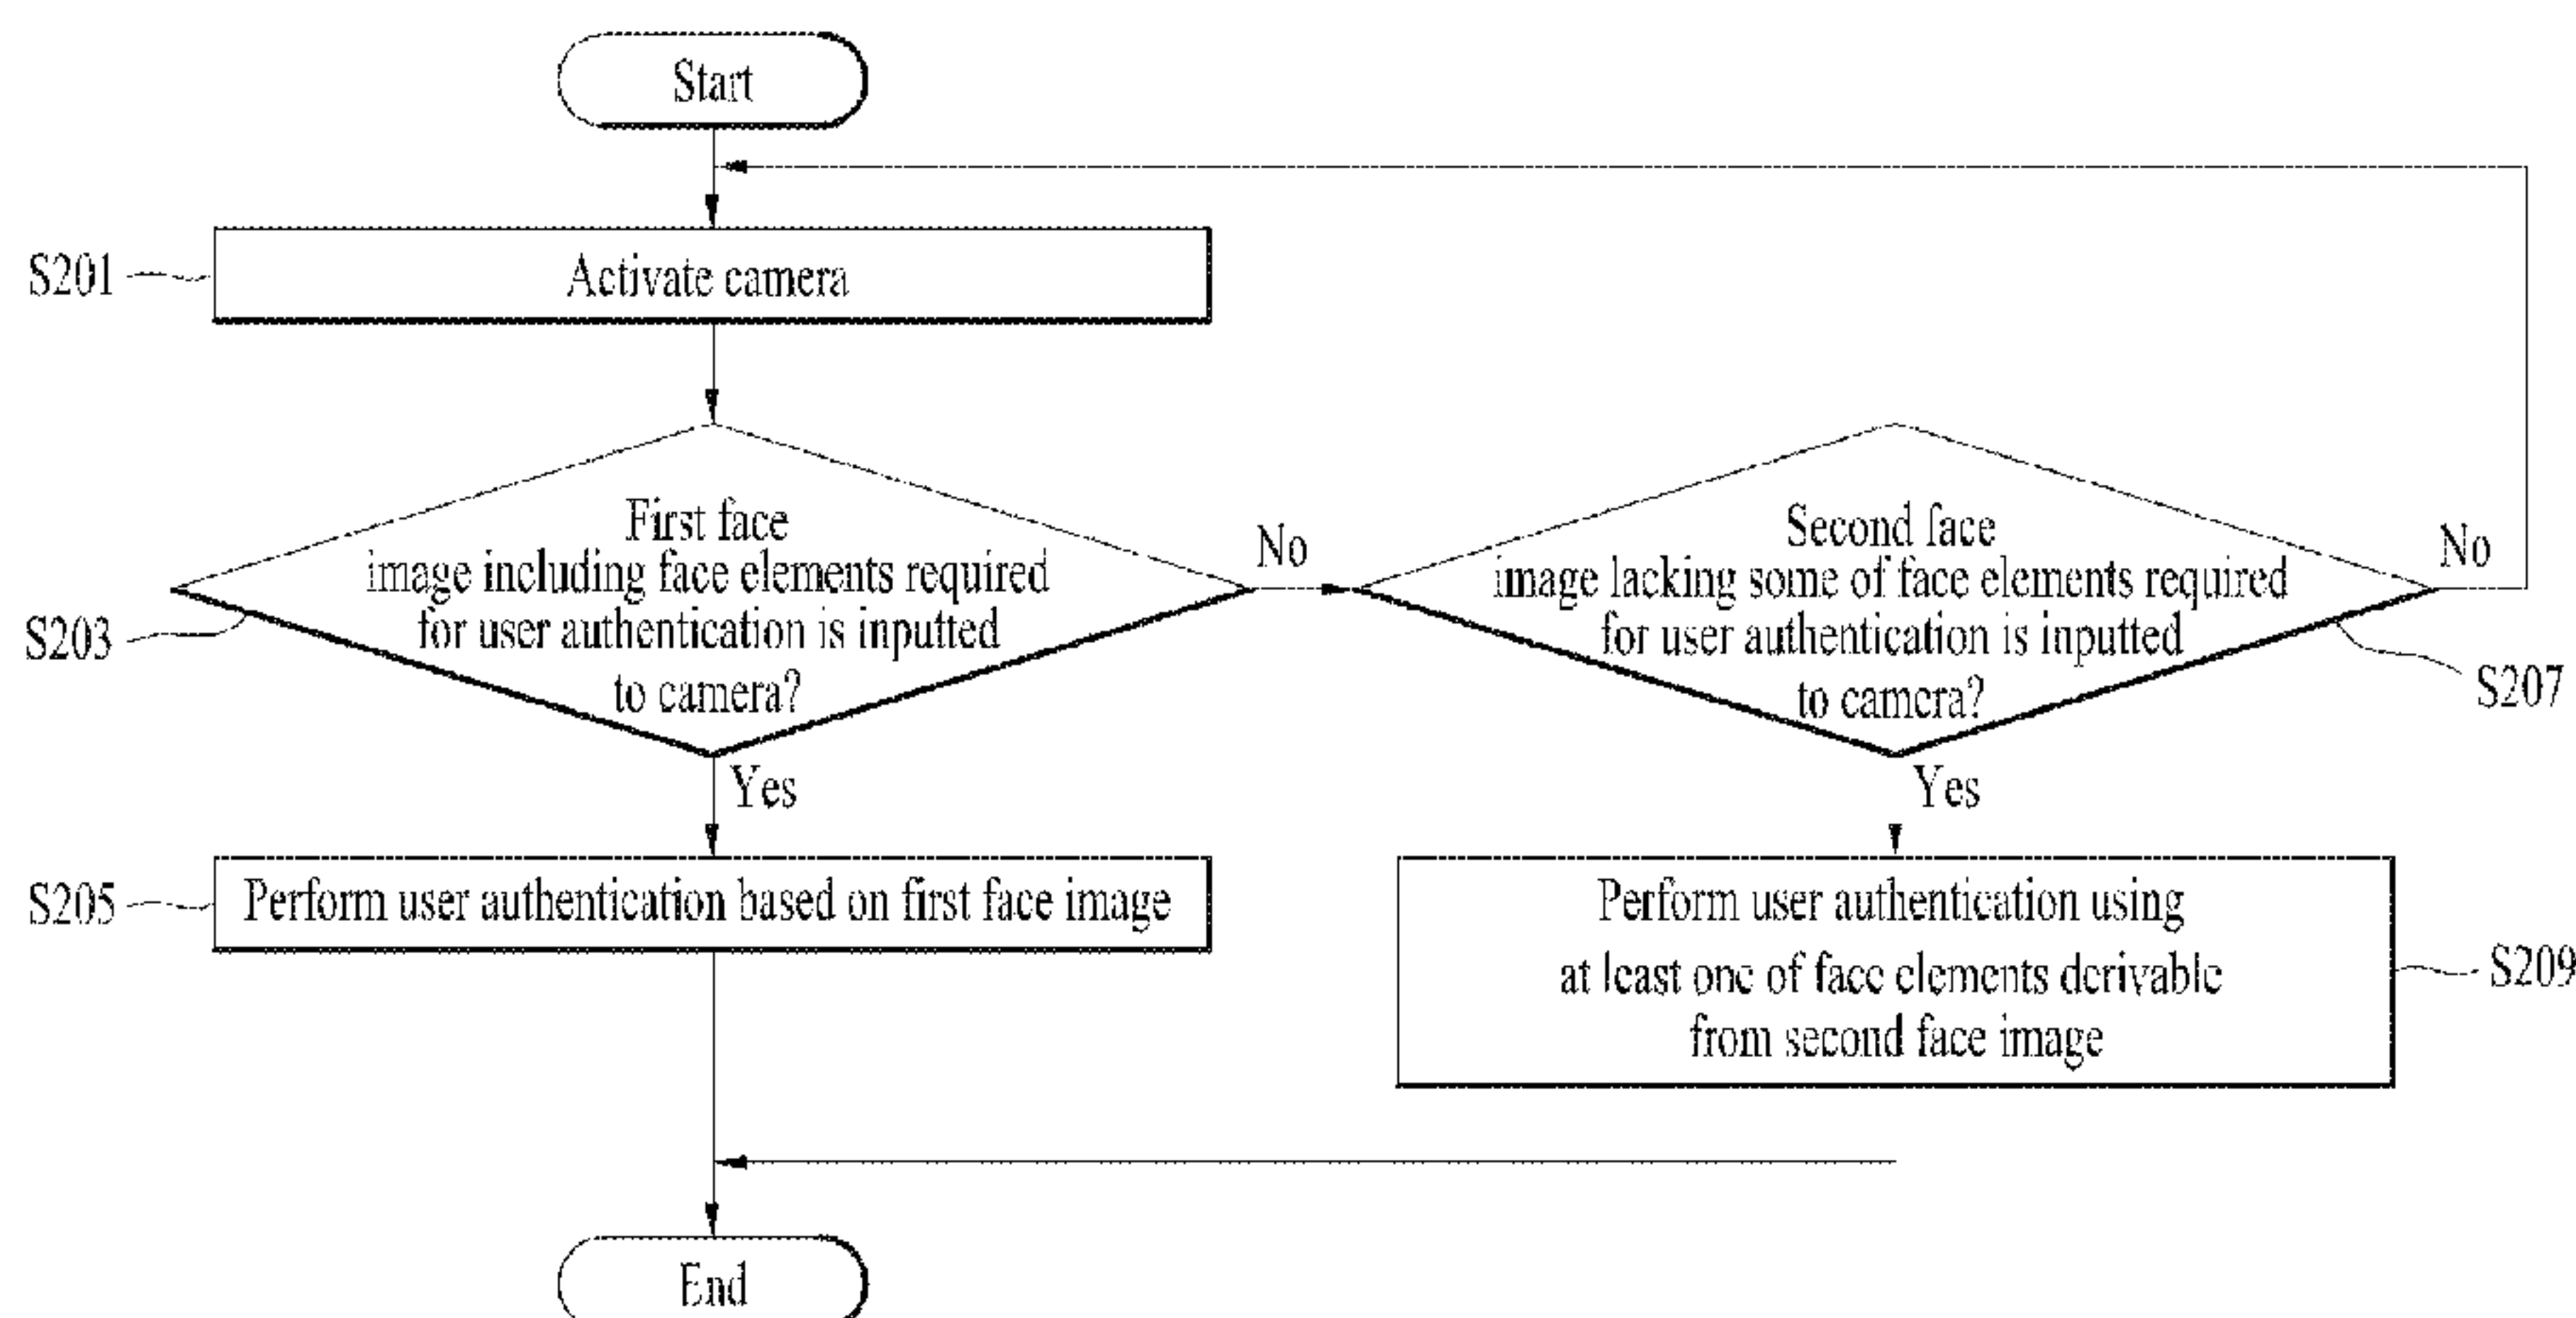 Start
S201
Activate camera
First face
image including face elements required
for user authentication is inputted
to camera?
S203
No
Second face
image lacking some of face elements required
for user authentication is inputted
to camera?
No
S207
Yes
Yes
S205
Perform user authentication based on first face image
Perform user authentication using
at least one of face elements derivable
from second face image
S209
End